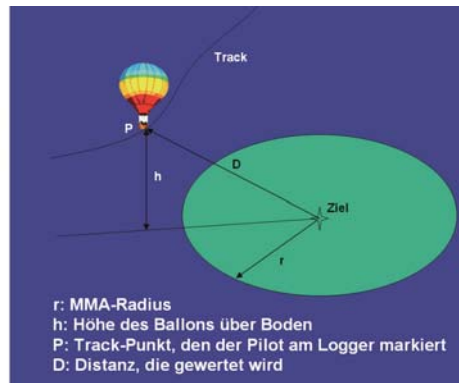 Track
P
D
h
Ziel
r
r: MMA-Radius
h: Höhe des Ballons über Boden
P: Track-Punkt, den der Pilot am Logger markiert
D: Distanz, die gewertet wird